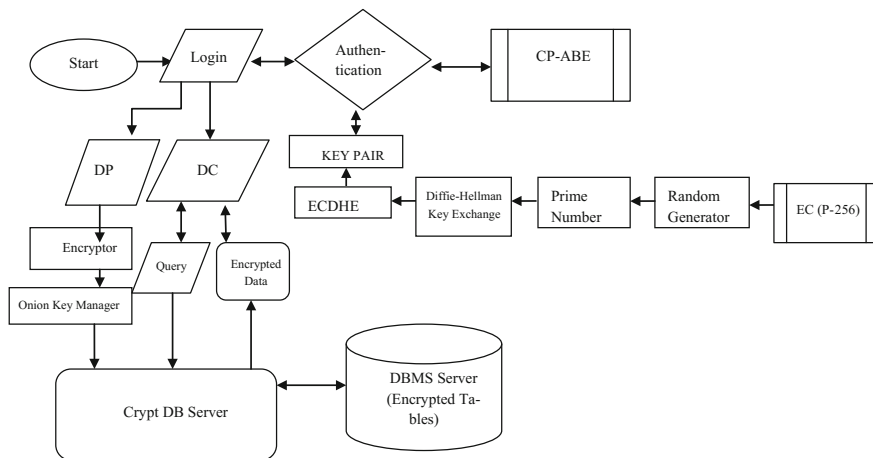 Start
Login
Authen-
tication
CP-ABE
DP
DC
KEY PAIR
ECDHE
Diffie-Hellman
Key Exchange
Prime
Number
Random
Generator
EC (P-256)
Encryptor
Query
Encrypted
Data
Onion Key Manager
Crypt DB Server
DBMS Server
(Encrypted Ta-
bles)